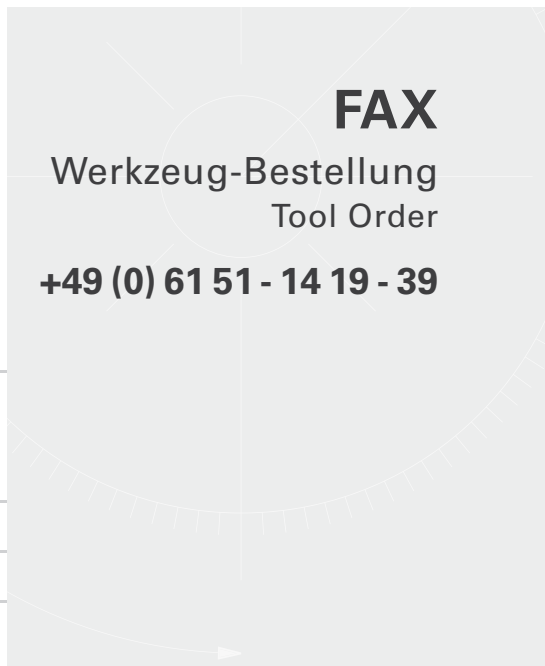 FAX
Werkzeug-Bestellung
Tool Order
+49 (0) 61 51 - 14 19 - 39